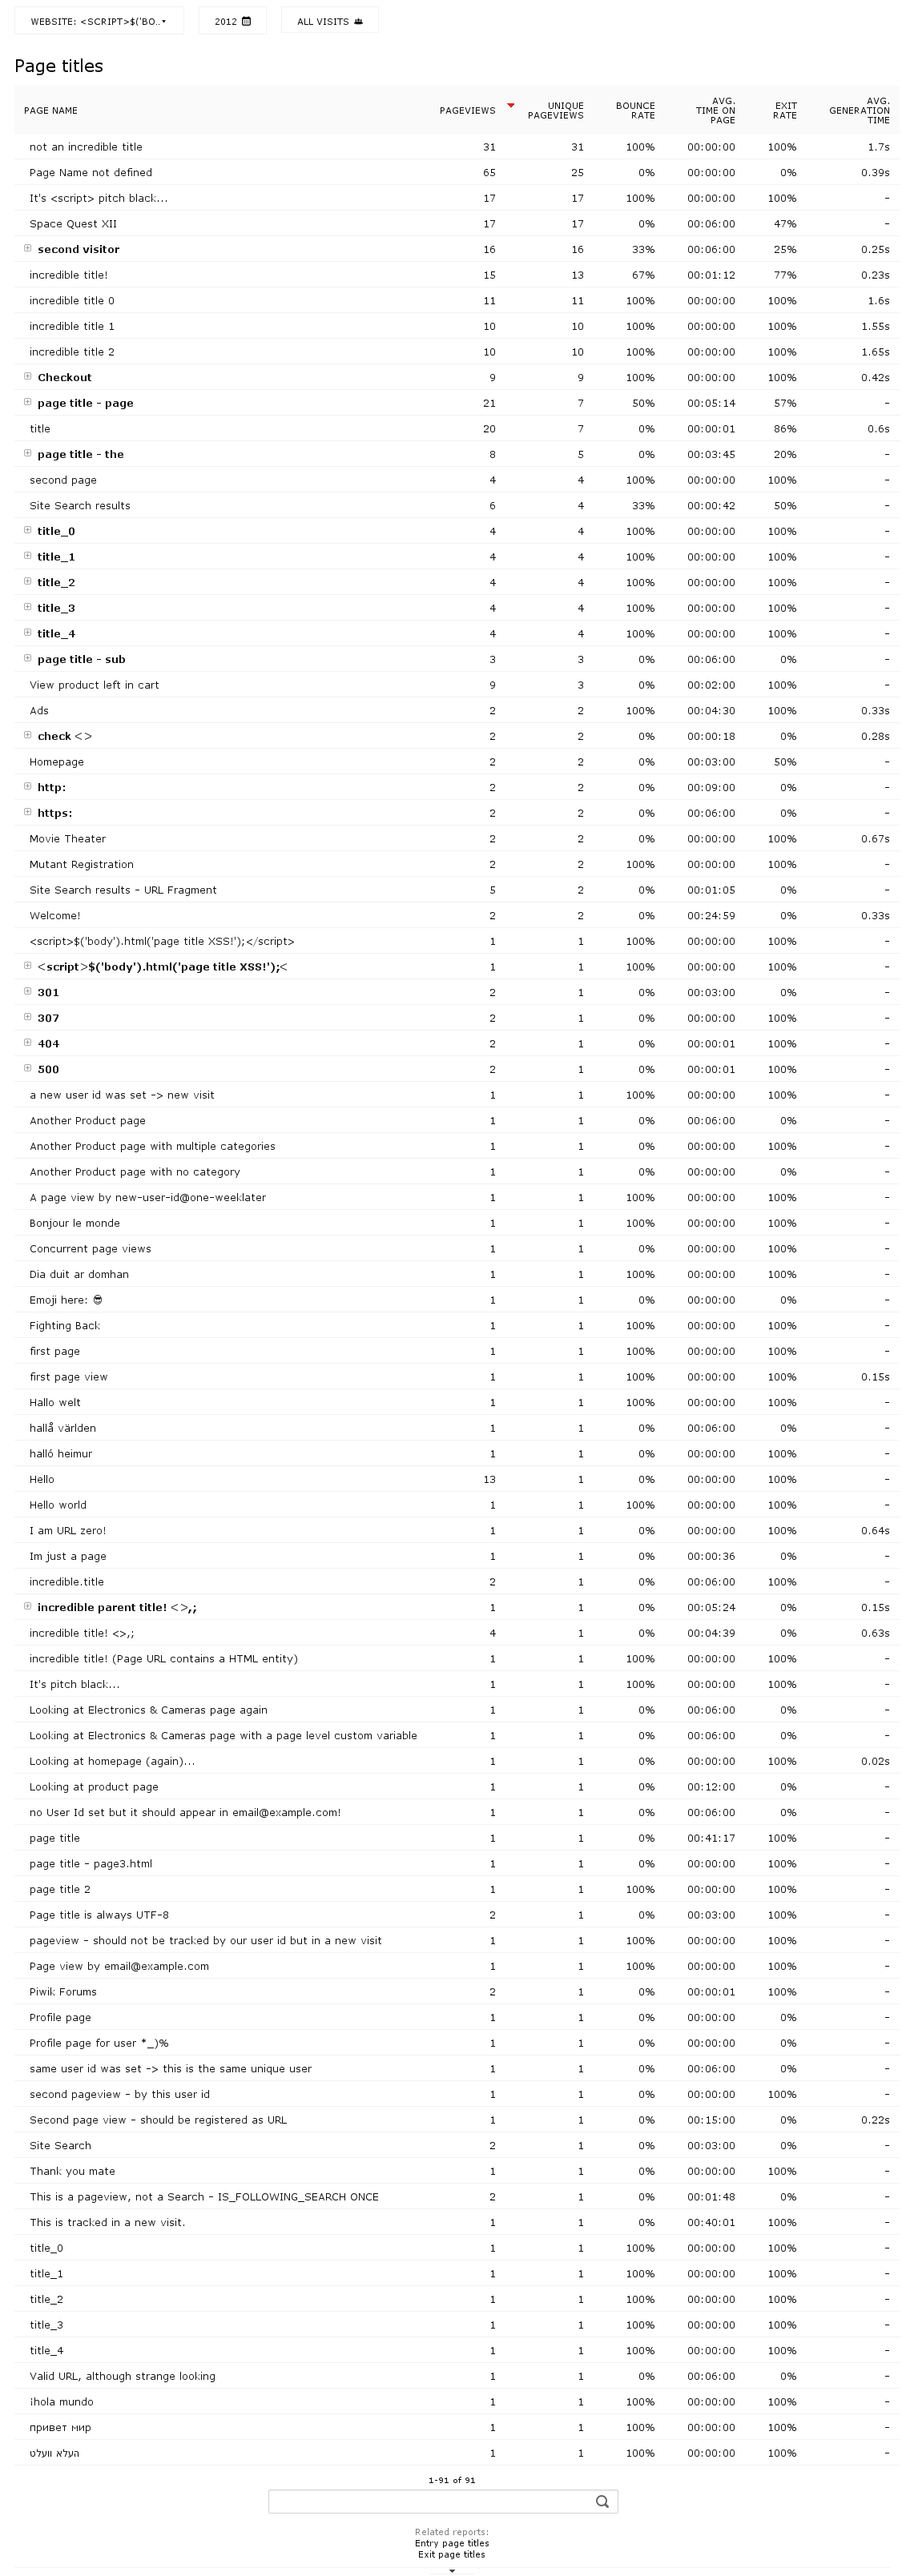 WEBSITE: <SCRIPT>$('BO..
2012
ALL VISITS
Page titles
PAGE NAME PAGEVIEWS UNIQUE PAGEVIEWS BOUNCE RATE AVG. TIME ON PAGE EXIT RATE AVG. GENERATION TIME
not an incredible title 31 31 100% 00:00:00 100% 1.7s
Page Name not defined 65 25 0% 00:00:00 0% 0.39s
It's <script> pitch black... 17 17 100% 00:00:00 100% -
Space Quest XII 17 17 0% 00:06:00 47% -
second visitor 16 16 33% 00:06:00 25% 0.25s
incredible title! 15 13 67% 00:01:12 77% 0.23s
incredible title 0 11 11 100% 00:00:00 100% 1.6s
incredible title 1 10 10 100% 00:00:00 100% 1.55s
incredible title 2 10 10 100% 00:00:00 100% 1.65s
Checkout 9 9 100% 00:00:00 100% 0.42s
page title - page 21 7 50% 00:05:14 57% -
title 20 7 0% 00:00:01 86% 0.6s
page title - the 8 5 0% 00:03:45 20% -
second page 4 4 100% 00:00:00 100% -
Site Search results 6 4 33% 00:00:42 50% -
title_0 4 4 100% 00:00:00 100% -
title_1 4 4 100% 00:00:00 100% -
title_2 4 4 100% 00:00:00 100% -
title_3 4 4 100% 00:00:00 100% -
title_4 4 4 100% 00:00:00 100% -
page title - sub 3 3 0% 00:06:00 0% -
View product left in cart 9 3 0% 00:02:00 100% -
Ads 2 2 100% 00:04:30 100% 0.33s
check <> 2 2 0% 00:00:18 0% 0.28s
Homepage 2 2 0% 00:03:00 50% -
http: 2 2 0% 00:09:00 0% -
https: 2 2 0% 00:06:00 0% -
Movie Theater 2 2 0% 00:00:00 100% 0.67s
Mutant Registration 2 2 100% 00:00:00 100% -
Site Search results - URL Fragment 5 2 0% 00:01:05 0% -
Welcome! 2 2 0% 00:24:59 0% 0.33s
<script>$('body').html('page title XSS!');</script> 1 1 100% 00:00:00 100% -
<script>$('body').html('page title XSS!');< 1 1 100% 00:00:00 100% -
301 2 1 0% 00:03:00 0% -
307 2 1 0% 00:00:00 100% -
404 2 1 0% 00:00:01 100% -
500 2 1 0% 00:00:01 100% -
a new user id was set -> new visit 1 1 100% 00:00:00 100% -
Another Product page 1 1 0% 00:06:00 0% -
Another Product page with multiple categories 1 1 0% 00:00:00 100% -
Another Product page with no category 1 1 0% 00:00:00 0% -
A page view by new-user-id@one-weeklater 1 1 100% 00:00:00 100% -
Bonjour le monde 1 1 100% 00:00:00 100% -
Concurrent page views 1 1 0% 00:00:00 100% -
Dia duit ar domhan 1 1 100% 00:00:00 100% -
Emoji here: 😎 1 1 0% 00:00:00 0% -
Fighting Back 1 1 100% 00:00:00 100% -
first page 1 1 100% 00:00:00 100% -
first page view 1 1 100% 00:00:00 100% 0.15s
Hallo welt 1 1 100% 00:00:00 100% -
hallå världen 1 1 0% 00:06:00 0% -
halló heimur 1 1 0% 00:00:00 100% -
Hello 13 1 0% 00:00:00 100% -
Hello world 1 1 100% 00:00:00 100% -
I am URL zero! 1 1 0% 00:00:00 100% 0.64s
Im just a page 1 1 0% 00:00:36 0% -
incredible.title 2 1 0% 00:06:00 100% -
incredible parent title! <>,; 1 1 0% 00:05:24 0% 0.15s
incredible title! <>,; 4 1 0% 00:04:39 0% 0.63s
incredible title! (Page URL contains a HTML entity) 1 1 100% 00:00:00 100% -
It's pitch black... 1 1 100% 00:00:00 100% -
Looking at Electronics & Cameras page again 1 1 0% 00:06:00 0% -
Looking at Electronics & Cameras page with a page level custom variable 1 1 0% 00:06:00 0% -
Looking at homepage (again)... 1 1 0% 00:00:00 100% 0.02s
Looking at product page 1 1 0% 00:12:00 0% -
no User Id set but it should appear in email@example.com! 1 1 0% 00:06:00 0% -
page title 1 1 0% 00:41:17 100% -
page title - page3.html 1 1 0% 00:00:00 100% -
page title 2 1 1 100% 00:00:00 100% -
Page title is always UTF-8 2 1 0% 00:03:00 100% -
pageview - should not be tracked by our user id but in a new visit 1 1 100% 00:00:00 100% -
Page view by email@example.com 1 1 100% 00:00:00 100% -
Piwik Forums 2 1 0% 00:00:01 100% -
Profile page 1 1 0% 00:00:00 0% -
Profile page for user *_)% 1 1 0% 00:00:00 0% -
same user id was set -> this is the same unique user 1 1 0% 00:06:00 0% -
second pageview - by this user id 1 1 0% 00:00:00 100% -
Second page view - should be registered as URL 1 1 0% 00:15:00 0% 0.22s
Site Search 2 1 0% 00:03:00 0% -
Thank you mate 1 1 0% 00:00:00 100% -
This is a pageview, not a Search - IS_FOLLOWING_SEARCH ONCE 2 1 0% 00:01:48 0% -
This is tracked in a new visit. 1 1 0% 00:40:01 100% -
title_0 1 1 100% 00:00:00 100% -
title_1 1 1 100% 00:00:00 100% -
title_2 1 1 100% 00:00:00 100% -
title_3 1 1 100% 00:00:00 100% -
title_4 1 1 100% 00:00:00 100% -
Valid URL, although strange looking 1 1 0% 00:06:00 0% -
¡hola mundo 1 1 100% 00:00:00 100% -
привет мир 1 1 100% 00:00:00 100% -
העלא וועלט 1 1 100% 00:00:00 100% -
1-91 of 91
Related reports:
Entry page titles
Exit page titles